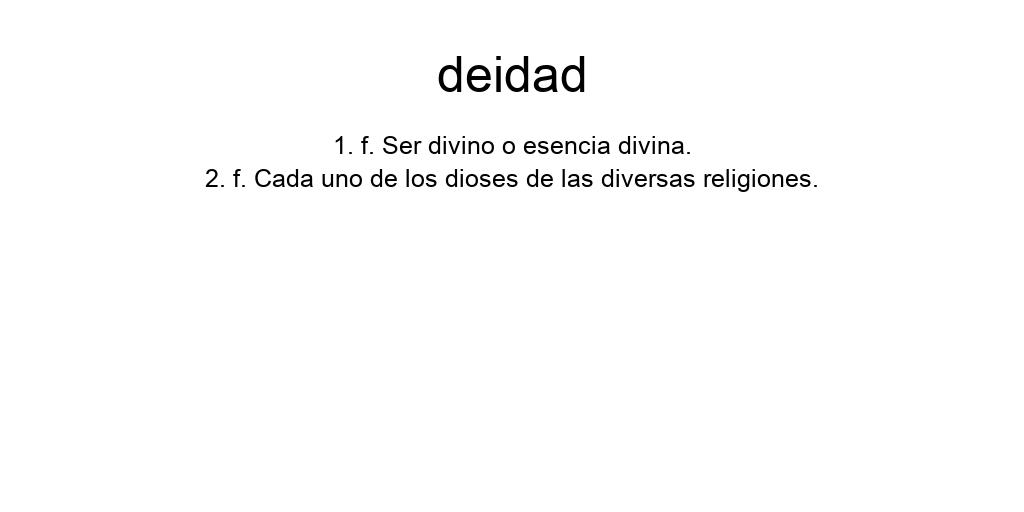 deidad
1. f. Ser divino o esencia divina.
2. f. Cada uno de los dioses de las diversas religiones.